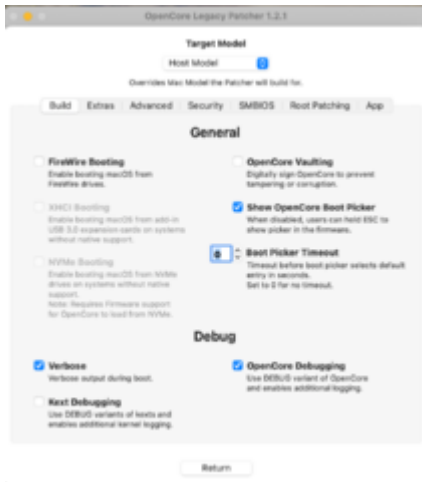 OpenCore Legacy Patcher 1.2.1
Target Model
Host Model
Overrides Mac Model the Patcher will build for.
Build Extras Advanced Security SMBIOS Root Patching App
General
FireWire Booting
Enable booting macOS from
FireWire drives.
XHCI Booting
Enable booting macOS from add-in
USB 3.0 expansion cards on systems
without native support.
NVMe Booting
Enable booting macOS from NVMe
drives on systems without native
support.
Note: Requires Firmware support
for OpenCore to load from NVMe.
OpenCore Vaulting
Digitally sign OpenCore to prevent
tampering or corruption.
Show OpenCore Boot Picker
When disabled, users can hold ESC to
show picker in the firmware.
0
Boot Picker Timeout
Timeout before boot picker selects default
entry in seconds.
Set to 0 for no timeout.
Debug
Verbose
Verbose output during boot.
Kext Debugging
Use DEBUG variants of kexts and
enables additional kernel logging.
OpenCore Debugging
Use DEBUG variant of OpenCore
and enables additional logging.
Return